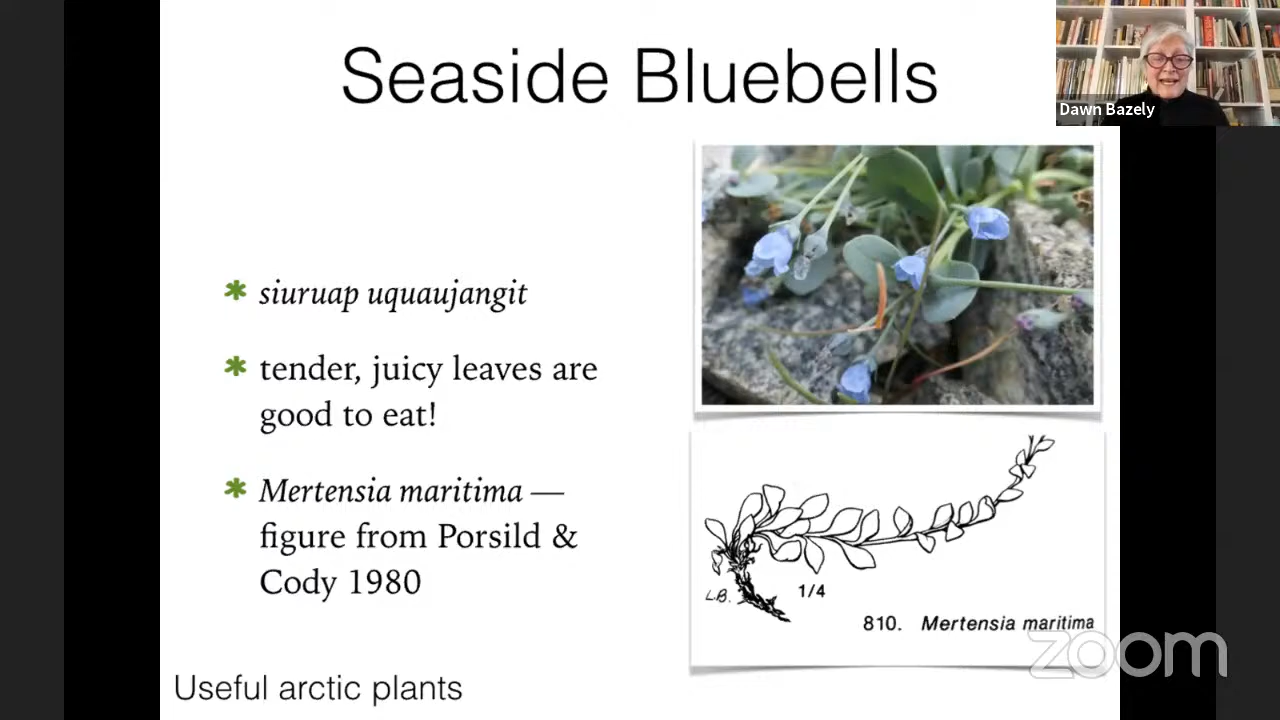 Seaside Bluebells
Dawn Bazely
siuruap uquaujangit
tender, juicy leaves are
good to eat!
Mertensia maritima —
figure from Porsild &
Cody 1980
L.B.
1/4
810. Mertensia maritima
zoom
Useful arctic plants